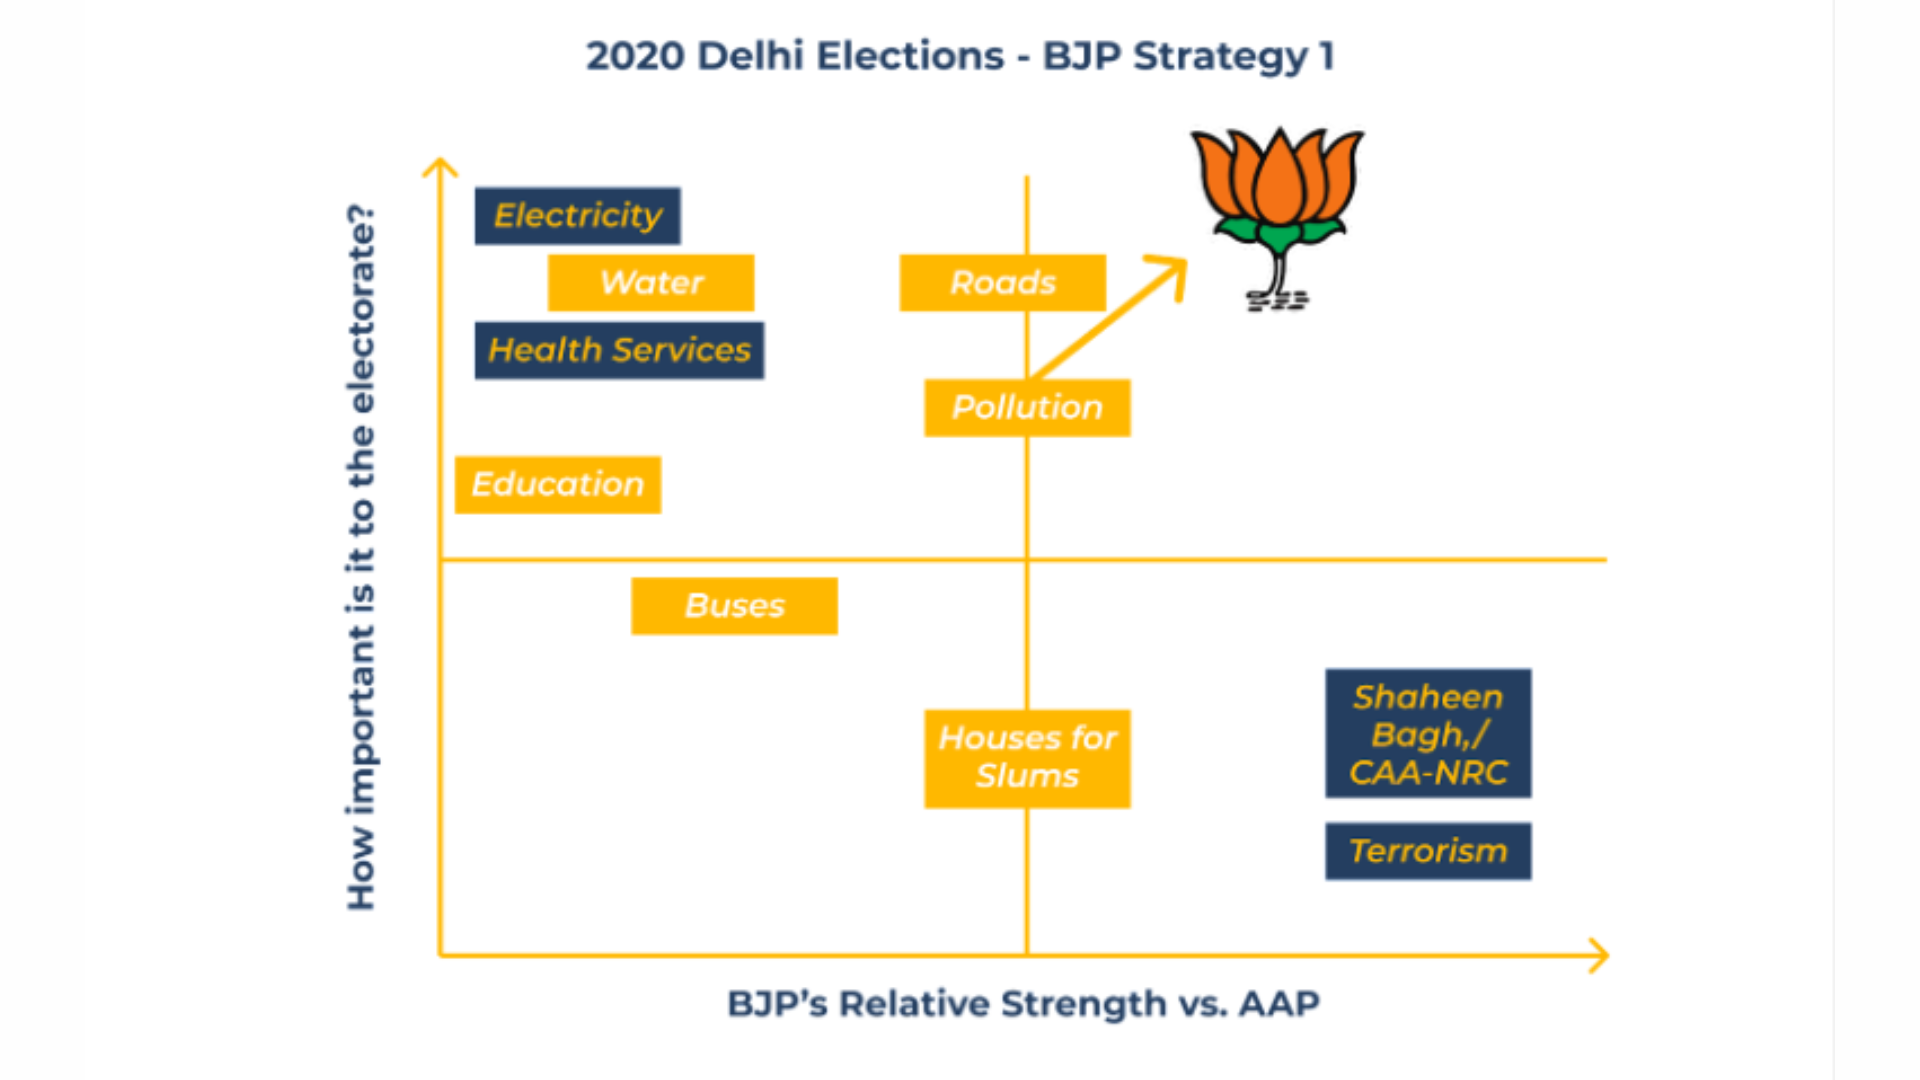 2020 Delhi Elections - BJP Strategy 1
How important is it to the electorate?
Electricity
Water
Roads
Health Services
Pollution
Education
Buses
Houses for
Slums
Shaheen
Bagh,/
CAA-NRC
Terrorism
BJP’s Relative Strength vs. AAP